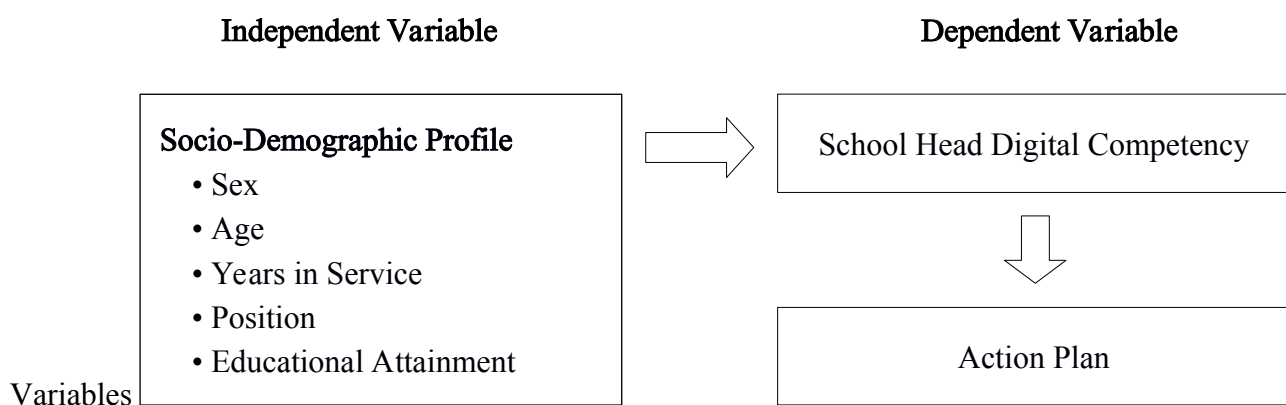 Independent Variable
Dependent Variable
Socio-Demographic Profile
• Sex
• Age
• Years in Service
• Position
• Educational Attainment
School Head Digital Competency
Action Plan
Variables